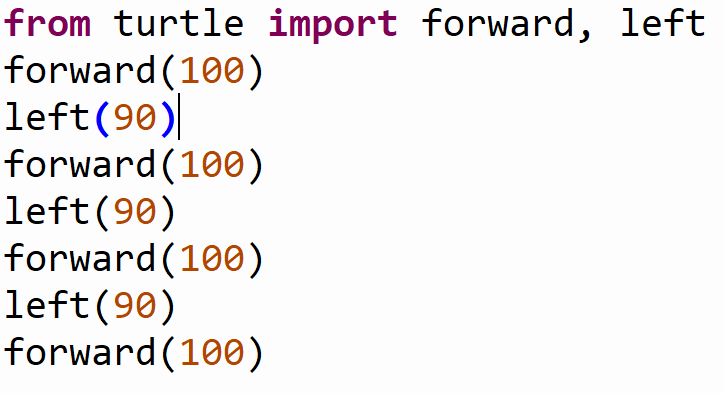 from turtle import forward, left
forward(100)
left(90)
forward(100)
left(90)
forward(100)
left(90)
forward(100)